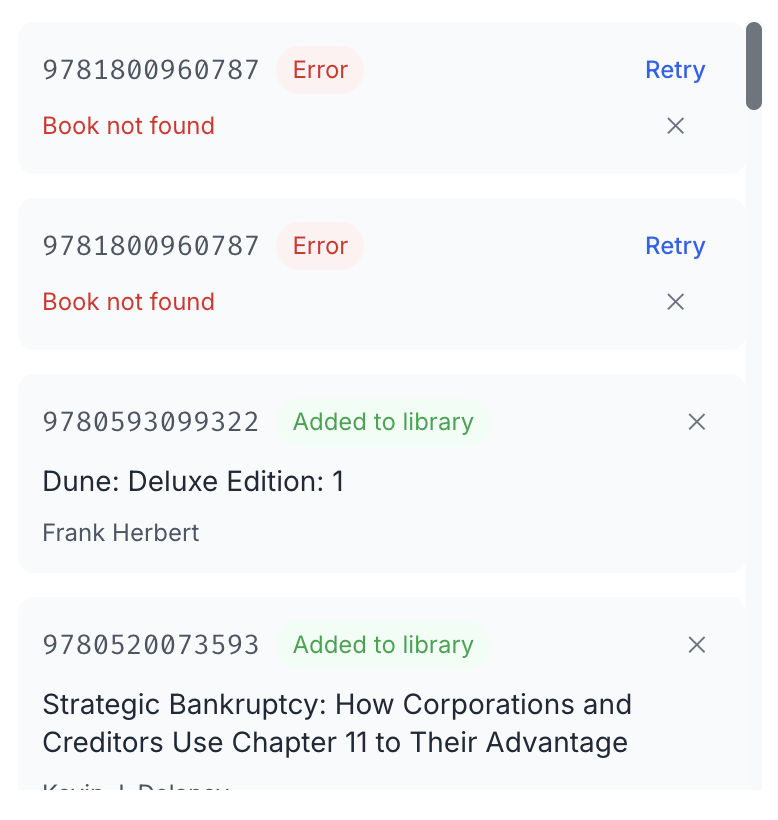 9781800960787 Error Retry
Book not found
9781800960787 Error Retry
Book not found
9780593099322 Added to library
Dune: Deluxe Edition: 1
Frank Herbert
9780520073593 Added to library
Strategic Bankruptcy: How Corporations and
Creditors Use Chapter 11 to Their Advantage
Kevin J. Delaney